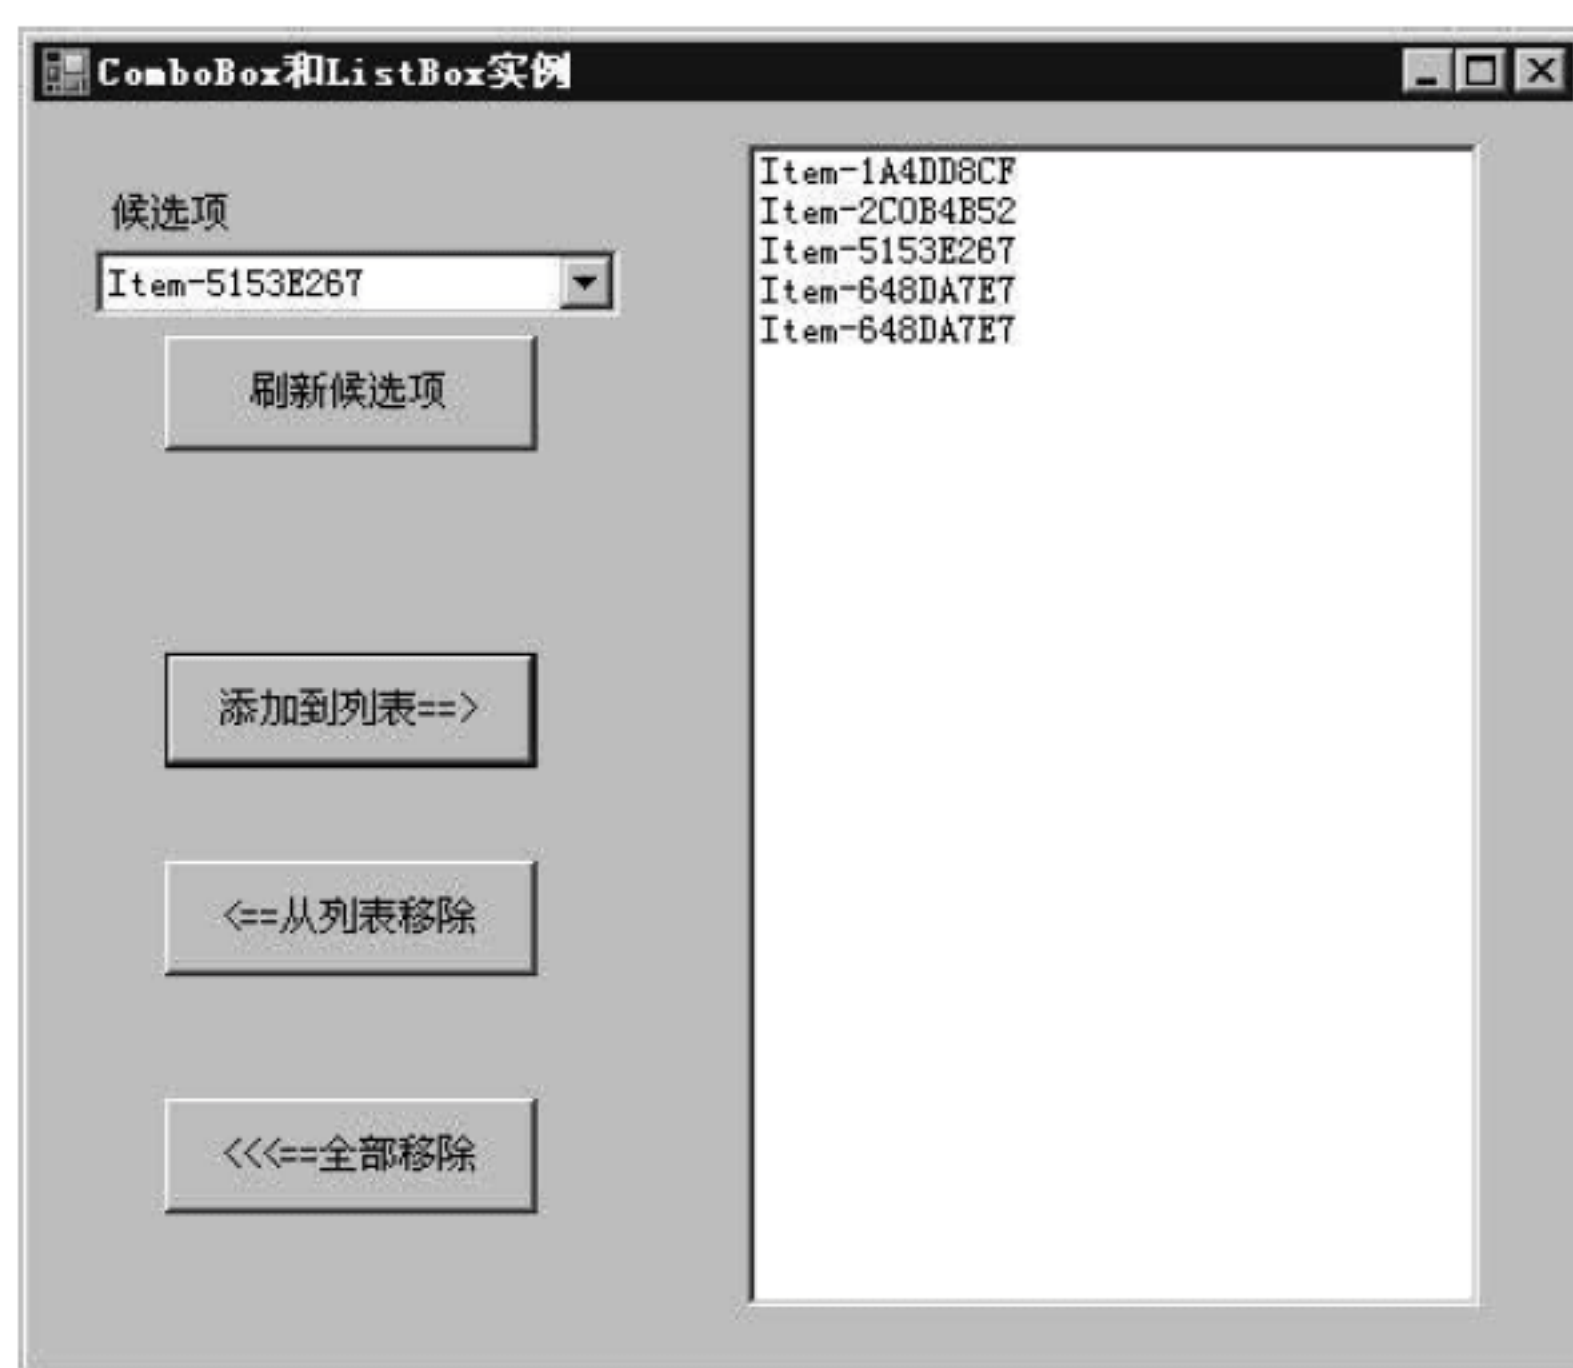 ComboBox和ListBox实例
候选项
Item-5153E267
刷新候选项
添加到列表==>
<==从列表移除
<<<==全部移除
Item-1A4DD8CF
Item-2C0B4B52
Item-5153E267
Item-648DA7E7
Item-648DA7E7